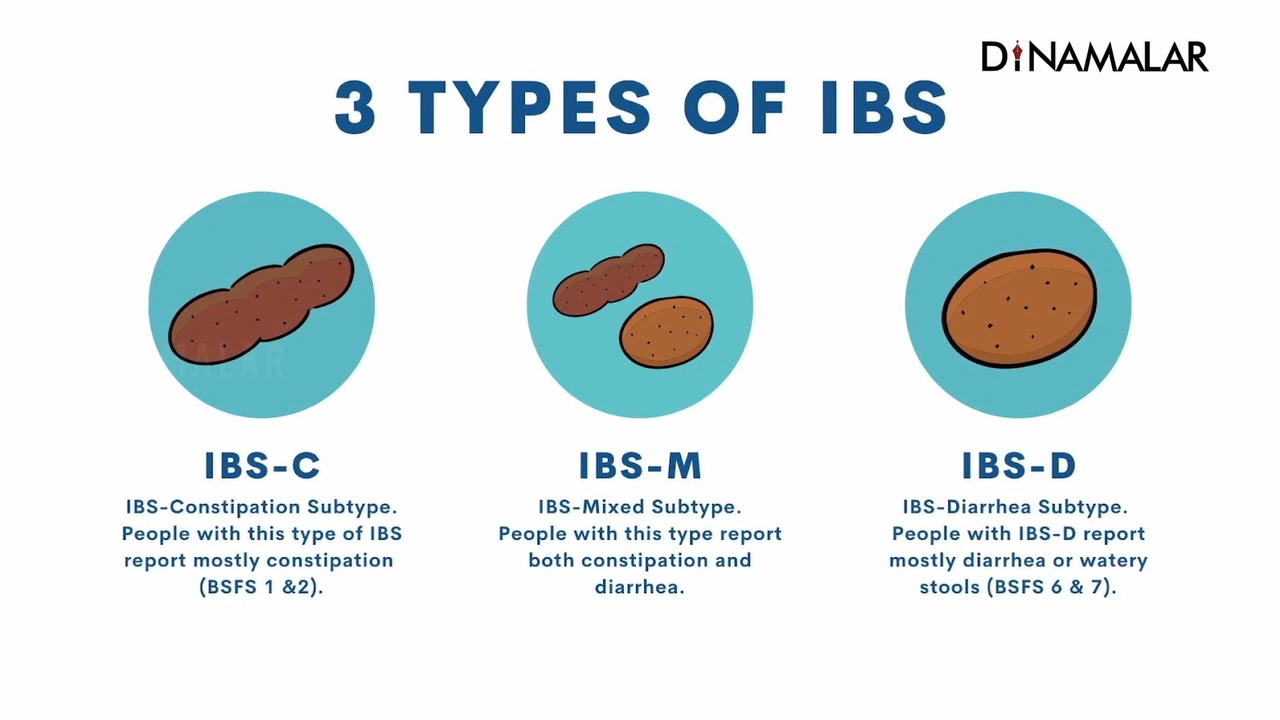 DINAMALAR
3 TYPES OF IBS
IBS-C
IBS-Constipation Subtype.
People with this type of IBS
report mostly constipation
(BSFS 1 &2).
IBS-M
IBS-Mixed Subtype.
People with this type report
both constipation and
diarrhea.
IBS-D
IBS-Diarrhea Subtype.
People with IBS-D report
mostly diarrhea or watery
stools (BSFS 6 & 7).